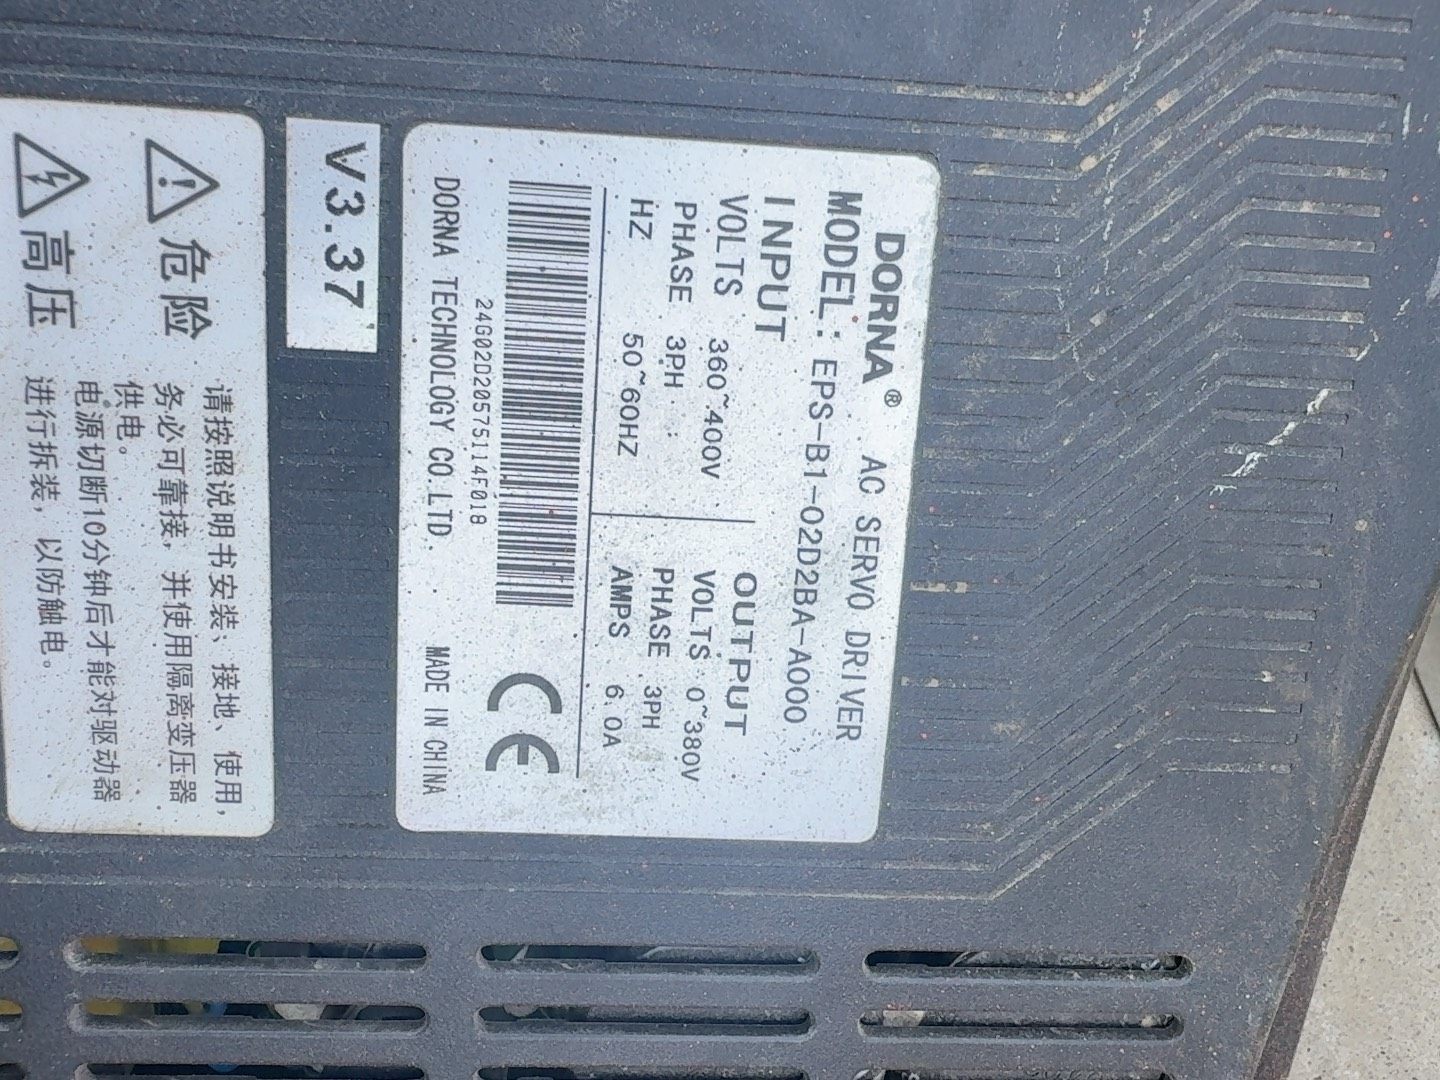 DORNA® AC SERVO DRIVER
MODEL: EPS-B1-02D2BA-A000
INPUT OUTPUT
VOLTS 360~400V VOLTS 0~380V
PHASE 3PH PHASE 3PH
HZ 50~60HZ AMPS 6.0A
24G02D20575114F018
CE
DORNA TECHNOLOGY CO.LTD. MADE IN CHINA
V3.37
危险
高压
请按照说明书安装、接地、使用,
务必可靠接, 并使用隔离变压器
供电。
电源切断10分钟后才能对驱动器
进行拆装, 以防触电。